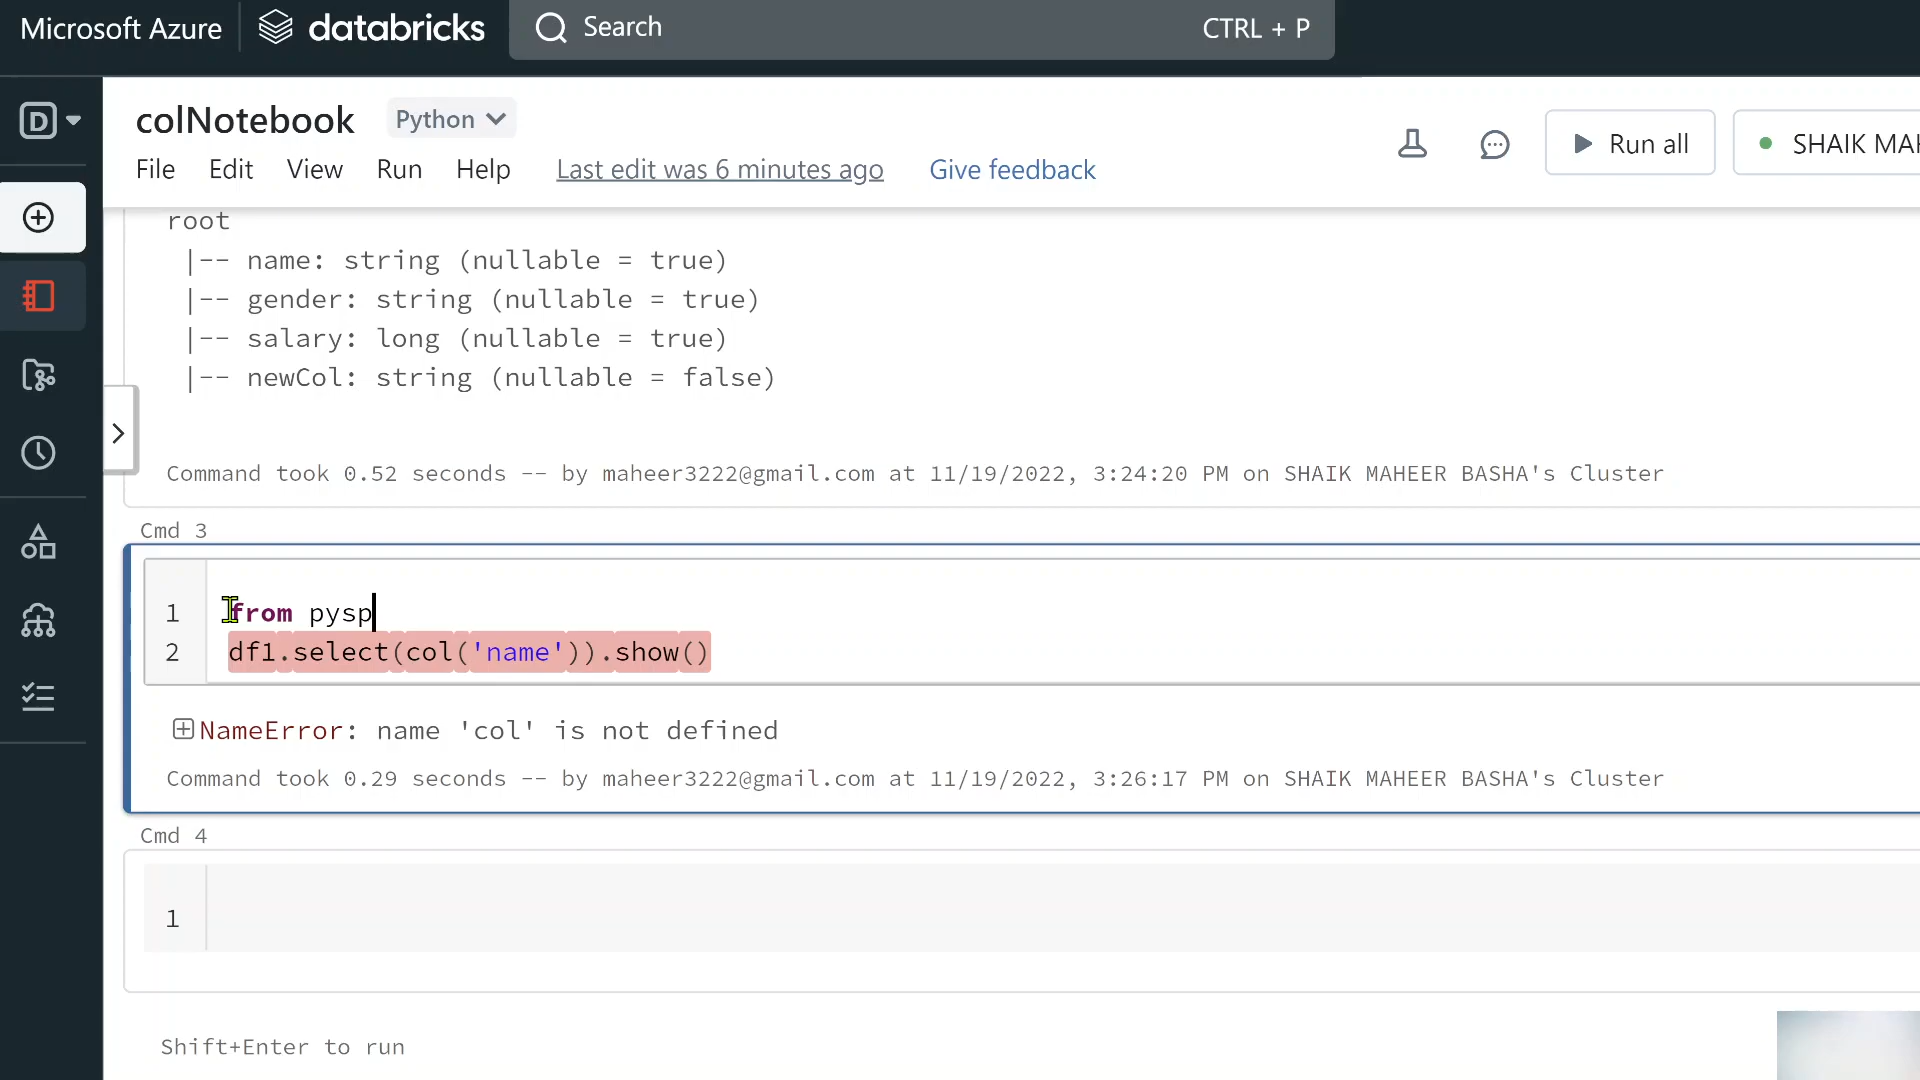 Microsoft Azure databricks Search CTRL + P
colNotebook Python
File Edit View Run Help Last edit was 6 minutes ago Give feedback Run all SHAIK MAH
root
|-- name: string (nullable = true)
|-- gender: string (nullable = true)
|-- salary: long (nullable = true)
|-- newCol: string (nullable = false)
Command took 0.52 seconds -- by maheer3222@gmail.com at 11/19/2022, 3:24:20 PM on SHAIK MAHEER BASHA's Cluster
Cmd 3
1 from pysp
2 df1.select(col('name')).show()
NameError: name 'col' is not defined
Command took 0.29 seconds -- by maheer3222@gmail.com at 11/19/2022, 3:26:17 PM on SHAIK MAHEER BASHA's Cluster
Cmd 4
1
Shift+Enter to run